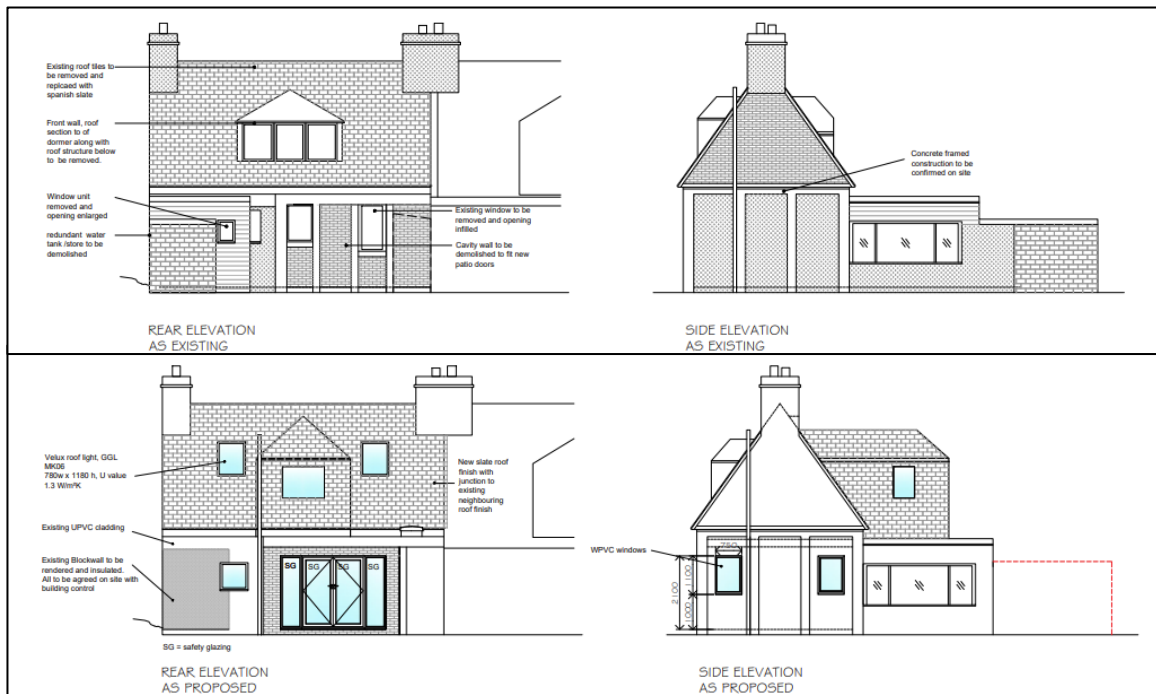 Existing roof tiles to
be removed and
replcaed with
spanish slate
Front wall, roof
section to of
dormer along with
roof structure below
to be removed.
Window unit
removed and
opening enlarged
redundant water
tank /store to be
demolished
Existing window to be
removed and opening
infilled
Cavity wall to be
demolished to fit new
patio doors
REAR ELEVATION
AS EXISTING
Concrete framed
construction to be
confirmed on site
SIDE ELEVATION
AS EXISTING
Velux roof light, GGL
MK06
780w x 1180 h, U value
1.3 W/m²K
Existing UPVC cladding
Existing Blockwall to be
rendered and insulated.
All to be agreed on site with
building control
New slate roof
finish with
junction to
existing
neighbouring
roof finish
SG SG SG SG
SG = safety glazing
REAR ELEVATION
AS PROPOSED
WPVC windows
750
2100
1100
1000
SIDE ELEVATION
AS PROPOSED